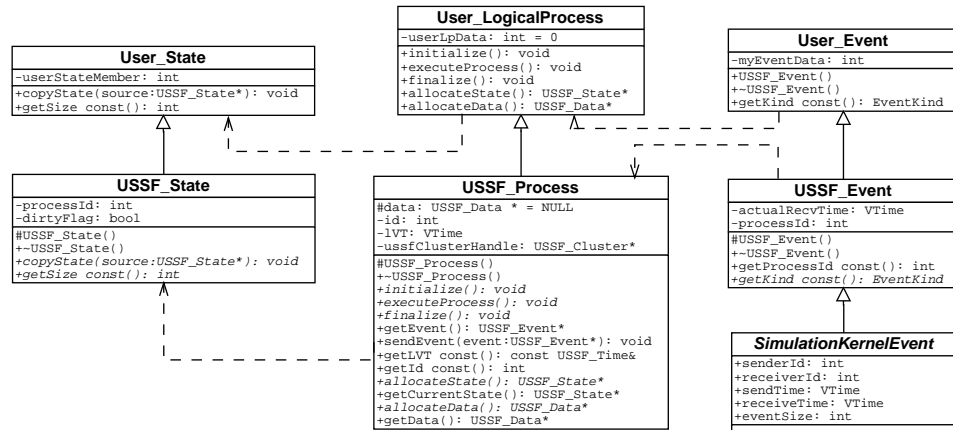 User_State
-userStateMember: int
+copyState(source:USSF_State*): void
+getSize const(): int
User_LogicalProcess
-userLpData: int = 0
+initialize(): void
+executeProcess(): void
+finalize(): void
+allocateState(): USSF_State*
+allocateData(): USSF_Data*
User_Event
-myEventData: int
+USSF_Event()
+~USSF_Event()
+getKind const(): EventKind
USSF_State
-processId: int
-dirtyFlag: bool
#USSF_State()
+~USSF_State()
+copyState(source:USSF_State*): void
+getSize const(): int
USSF_Process
#data: USSF_Data * = NULL
-id: int
-lVT: VTime
-ussfClusterHandle: USSF_Cluster*
#USSF_Process()
+~USSF_Process()
+initialize(): void
+executeProcess(): void
+finalize(): void
+getEvent(): USSF_Event*
+sendEvent(event:USSF_Event*): void
+getLVT const(): const USSF_Time&
+getId const(): int
+allocateState(): USSF_State*
+getCurrentState(): USSF_State*
+allocateData(): USSF_Data*
+getData(): USSF_Data*
USSF_Event
-actualRecvTime: VTime
-processId: int
#USSF_Event()
+~USSF_Event()
+getProcessId const(): int
+getKind const(): EventKind
SimulationKernelEvent
+senderId: int
+receiverId: int
+sendTime: VTime
+receiveTime: VTime
+eventSize: int